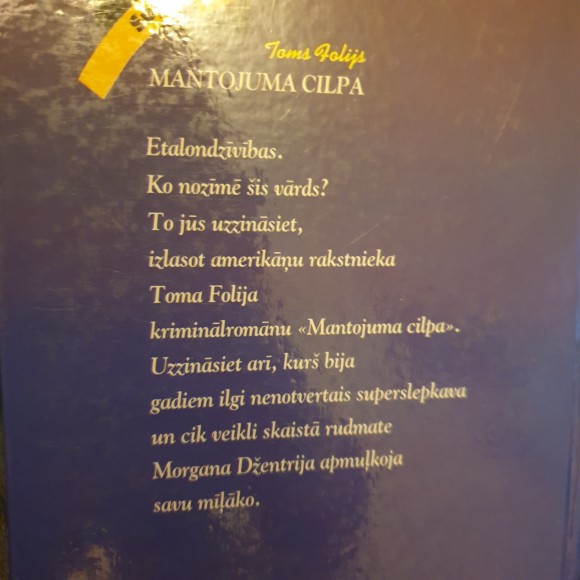 Toms Folijs
MANTOJUMA CILPA
Etalondzīvības.
Ko nozīmē šis vārds?
To jūs uzzināsiet,
izlasot amerikāņu rakstnieka
Toma Folija
kriminālromānu «Mantojuma cilpa».
Uzzināsiet arī, kurš bija
gadiem ilgi nenotvertais superslepkava
un cik veikli skaistā rudmate
Morgana Džentrija apmuļķoja
savu mīļāko.